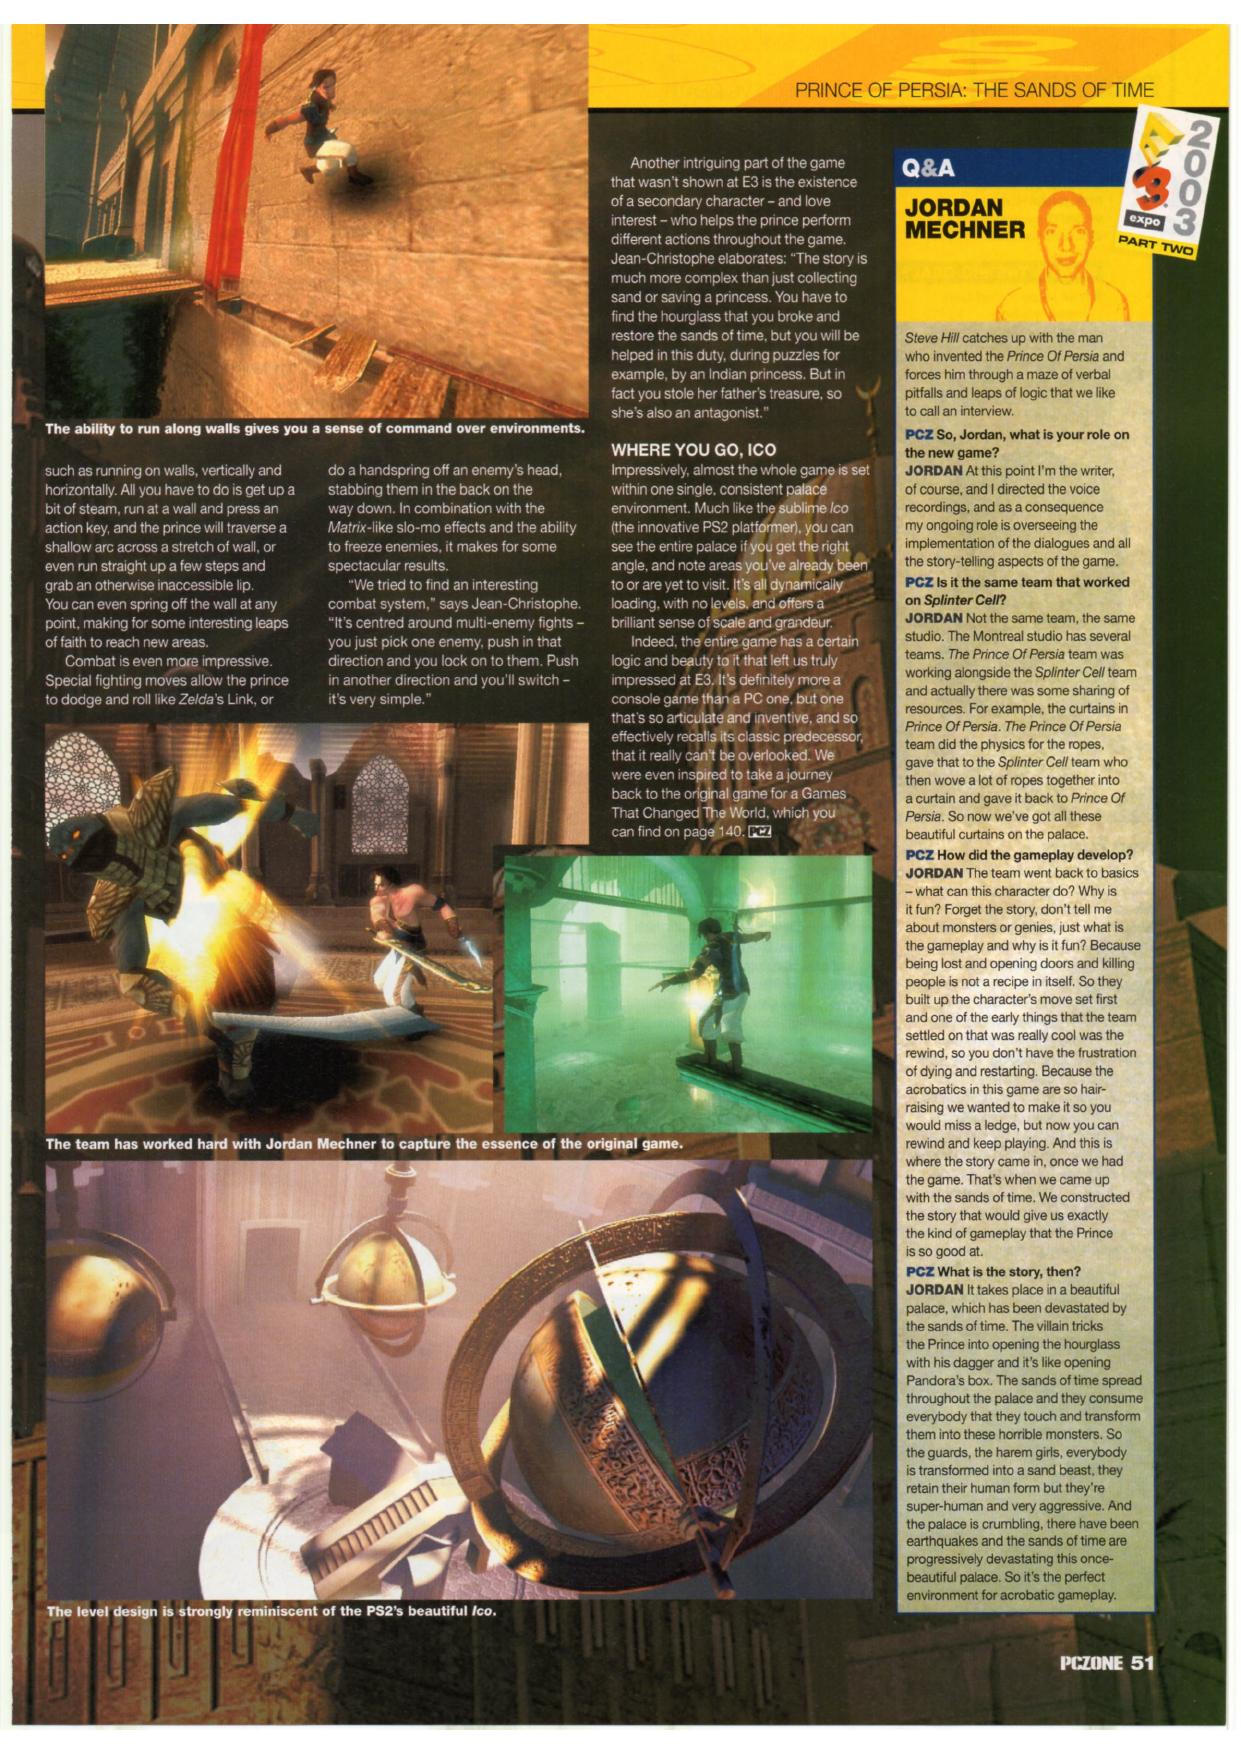 PRINCE OF PERSIA: THE SANDS OF TIME
E3
expo
2003
PART TWO
The ability to run along walls gives you a sense of command over environments.
such as running on walls, vertically and
horizontally. All you have to do is get up a
bit of steam, run at a wall and press an
action key, and the prince will traverse a
shallow arc across a stretch of wall, or
even run straight up a few steps and
grab an otherwise inaccessible lip.
You can even spring off the wall at any
point, making for some interesting leaps
of faith to reach new areas.
Combat is even more impressive.
Special fighting moves allow the prince
to dodge and roll like Zelda's Link, or
do a handspring off an enemy's head,
stabbing them in the back on the
way down. In combination with the
Matrix-like slo-mo effects and the ability
to freeze enemies, it makes for some
spectacular results.
"We tried to find an interesting
combat system," says Jean-Christophe.
"It's centred around multi-enemy fights –
you just pick one enemy, push in that
direction and you lock on to them. Push
in another direction and you'll switch –
it's very simple."
Another intriguing part of the game
that wasn't shown at E3 is the existence
of a secondary character – and love
interest – who helps the prince perform
different actions throughout the game.
Jean-Christophe elaborates: "The story is
much more complex than just collecting
sand or saving a princess. You have to
find the hourglass that you broke and
restore the sands of time, but you will be
helped in this duty, during puzzles for
example, by an Indian princess. But in
fact you stole her father's treasure, so
she's also an antagonist."
WHERE YOU GO, ICO
Impressively, almost the whole game is set
within one single, consistent palace
environment. Much like the sublime Ico
(the innovative PS2 platformer), you can
see the entire palace if you get the right
angle, and note areas you've already been
to or are yet to visit. It's all dynamically
loading, with no levels, and offers a
brilliant sense of scale and grandeur.
Indeed, the entire game has a certain
logic and beauty to it that left us truly
impressed at E3. It's definitely more a
console game than a PC one, but one
that's so articulate and inventive, and so
effectively recalls its classic predecessor,
that it really can't be overlooked. We
were even inspired to take a journey
back to the original game for a Games
That Changed The World, which you
can find on page 140. PCZ
The team has worked hard with Jordan Mechner to capture the essence of the original game.
The level design is strongly reminiscent of the PS2's beautiful Ico.
Q&A
JORDAN
MECHNER
Steve Hill catches up with the man
who invented the Prince Of Persia and
forces him through a maze of verbal
pitfalls and leaps of logic that we like
to call an interview.
PCZ So, Jordan, what is your role on
the new game?
JORDAN At this point I'm the writer,
of course, and I directed the voice
recordings, and as a consequence
my ongoing role is overseeing the
implementation of the dialogues and all
the story-telling aspects of the game.
PCZ Is it the same team that worked
on Splinter Cell?
JORDAN Not the same team, the same
studio. The Montreal studio has several
teams. The Prince Of Persia team was
working alongside the Splinter Cell team
and actually there was some sharing of
resources. For example, the curtains in
Prince Of Persia. The Prince Of Persia
team did the physics for the ropes,
gave that to the Splinter Cell team who
then wove a lot of ropes together into
a curtain and gave it back to Prince Of
Persia. So now we've got all these
beautiful curtains on the palace.
PCZ How did the gameplay develop?
JORDAN The team went back to basics
– what can this character do? Why is
it fun? Forget the story, don't tell me
about monsters or genies, just what is
the gameplay and why is it fun? Because
being lost and opening doors and killing
people is not a recipe in itself. So they
built up the character's move set first
and one of the early things that the team
settled on that was really cool was the
rewind, so you don't have the frustration
of dying and restarting. Because the
acrobatics in this game are so hair-
raising we wanted to make it so you
would miss a ledge, but now you can
rewind and keep playing. And this is
where the story came in, once we had
the game. That's when we came up
with the sands of time. We constructed
the story that would give us exactly
the kind of gameplay that the Prince
is so good at.
PCZ What is the story, then?
JORDAN It takes place in a beautiful
palace, which has been devastated by
the sands of time. The villain tricks
the Prince into opening the hourglass
with his dagger and it's like opening
Pandora's box. The sands of time spread
throughout the palace and they consume
everybody that they touch and transform
them into these horrible monsters. So
the guards, the harem girls, everybody
is transformed into a sand beast, they
retain their human form but they're
super-human and very aggressive. And
the palace is crumbling, there have been
earthquakes and the sands of time are
progressively devastating this once-
beautiful palace. So it's the perfect
environment for acrobatic gameplay.
PCZONE 51